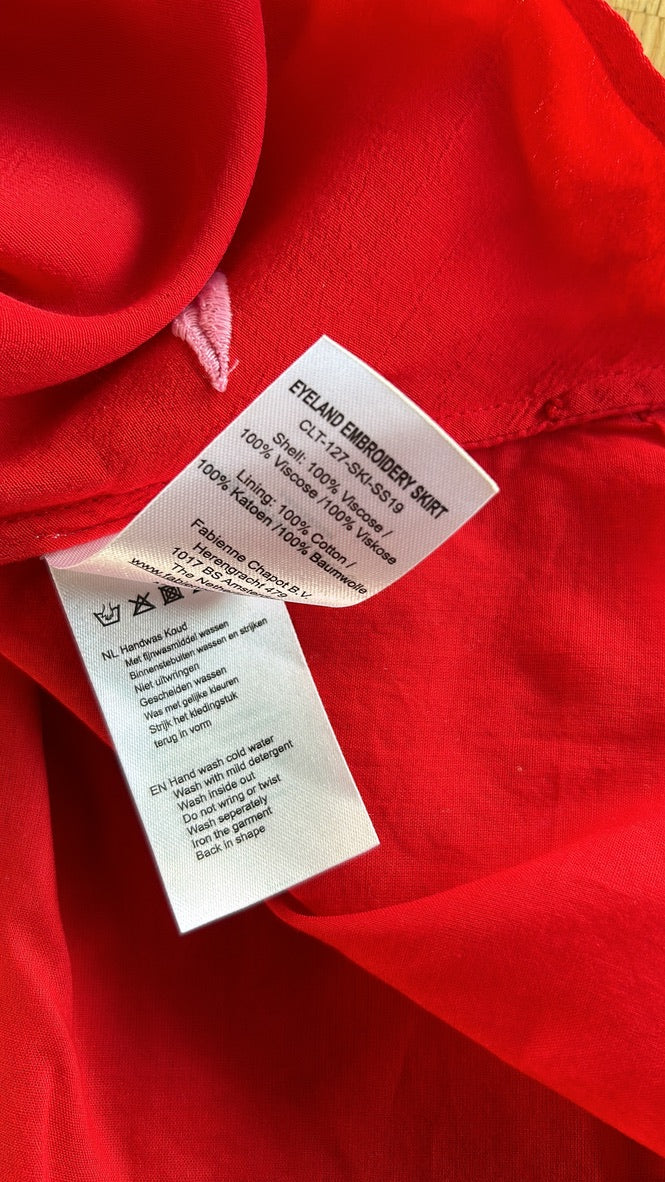 EYELAND EMBROIDERY SKIRT
CLT-127-SKI-SS19
Shell: 100% Viscose /
100% Viscose /100% Viskose
Lining: 100% Cotton /
100% Katoen /100% Baumwolle
Fabienne Chapot B.V.
Herengracht 479
1017 BS
The
NL Handwas Koud
Met fijnwasmiddel wassen
Binnenstebuiten wassen en strijken
Niet uitwringen
Gescheiden wassen
Was met gelijke kleuren
Strijk het kledingstuk
terug in vorm
EN Hand wash cold water
Wash with mild detergent
Wash inside out
Do not wring or twist
Wash seperately
Iron the garment
Back in shape